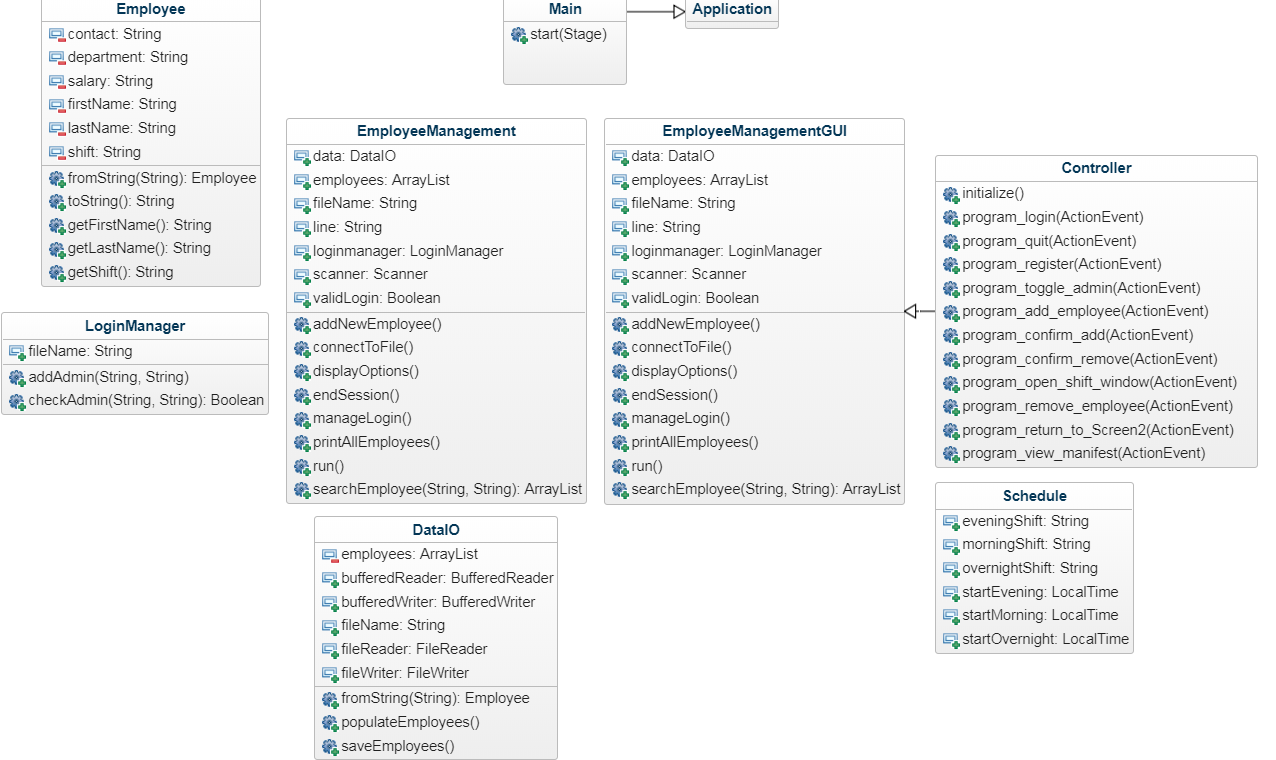 Employee
contact: String
department: String
salary: String
firstName: String
lastName: String
shift: String
fromString(String): Employee
toString(): String
getFirstName(): String
getLastName(): String
getShift(): String
Main
start(Stage)
Application
LoginManager
fileName: String
addAdmin(String, String)
checkAdmin(String, String): Boolean
EmployeeManagement
data: DataIO
employees: ArrayList
fileName: String
line: String
loginmanager: LoginManager
scanner: Scanner
validLogin: Boolean
addNewEmployee()
connectToFile()
displayOptions()
endSession()
manageLogin()
printAllEmployees()
run()
searchEmployee(String, String): ArrayList
EmployeeManagementGUI
data: DataIO
employees: ArrayList
fileName: String
line: String
loginmanager: LoginManager
scanner: Scanner
validLogin: Boolean
addNewEmployee()
connectToFile()
displayOptions()
endSession()
manageLogin()
printAllEmployees()
run()
searchEmployee(String, String): ArrayList
Controller
initialize()
program_login(ActionEvent)
program_quit(ActionEvent)
program_register(ActionEvent)
program_toggle_admin(ActionEvent)
program_add_employee(ActionEvent)
program_confirm_add(ActionEvent)
program_confirm_remove(ActionEvent)
program_open_shift_window(ActionEvent)
program_remove_employee(ActionEvent)
program_return_to_Screen2(ActionEvent)
program_view_manifest(ActionEvent)
DataIO
employees: ArrayList
bufferedReader: BufferedReader
bufferedWriter: BufferedWriter
fileName: String
fileReader: FileReader
fileWriter: FileWriter
fromString(String): Employee
populateEmployees()
saveEmployees()
Schedule
eveningShift: String
morningShift: String
overnightShift: String
startEvening: LocalTime
startMorning: LocalTime
startOvernight: LocalTime